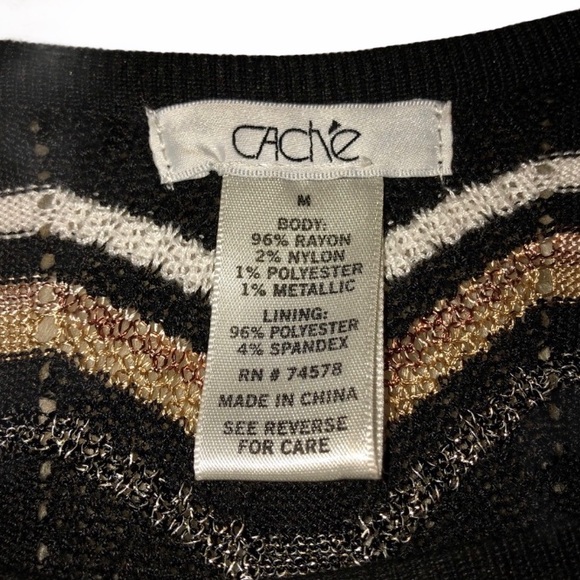 CACHÉ
M
BODY:
96% RAYON
2% NYLON
1% POLYESTER
1% METALLIC
LINING:
96% POLYESTER
4% SPANDEX
RN # 74578
MADE IN CHINA
SEE REVERSE
FOR CARE